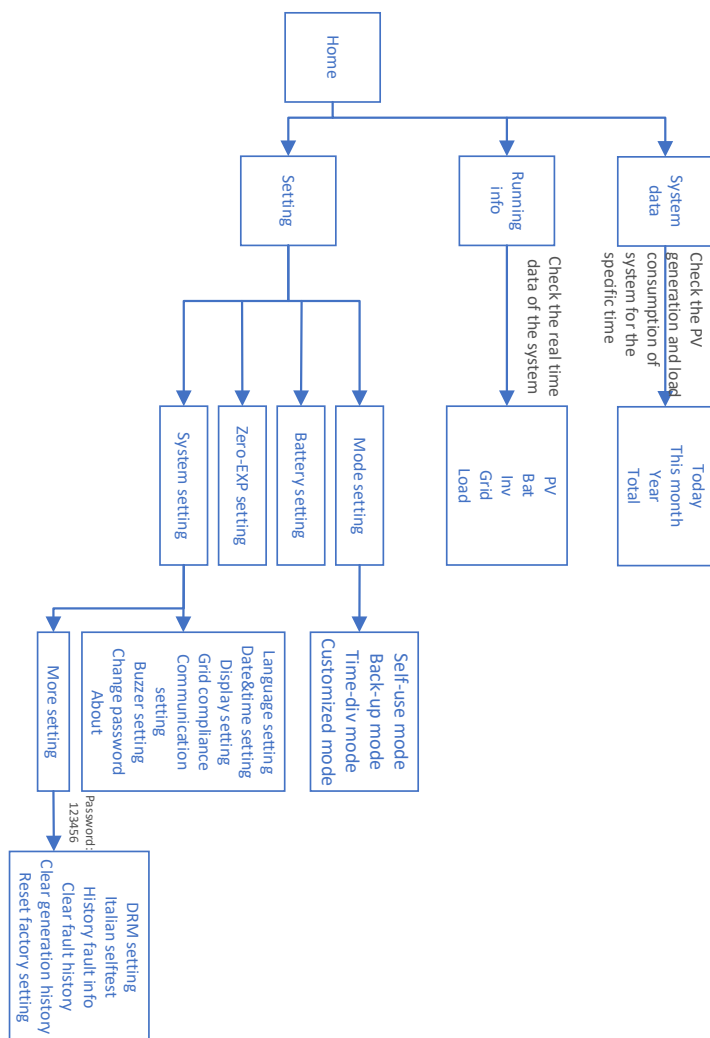 Home
System
data
Check the PV
generation and load
consumption of
system for the
spedific time
Today
This month
Year
Total
Running
info
Check the real time
data of the system
PV
Bat
Inv
Grid
Load
Setting
Mode setting
Self-use mode
Back-up mode
Time-div mode
Customized mode
Battery setting
Zero-EXP setting
System setting
Language setting
Date&time setting
Display setting
Grid compliance
Communication
setting
Buzzer setting
Change password
About
More setting
Password:
123456
DRM setting
Italian selftest
History fault info
Clear fault history
Clear generation history
Reset factory setting